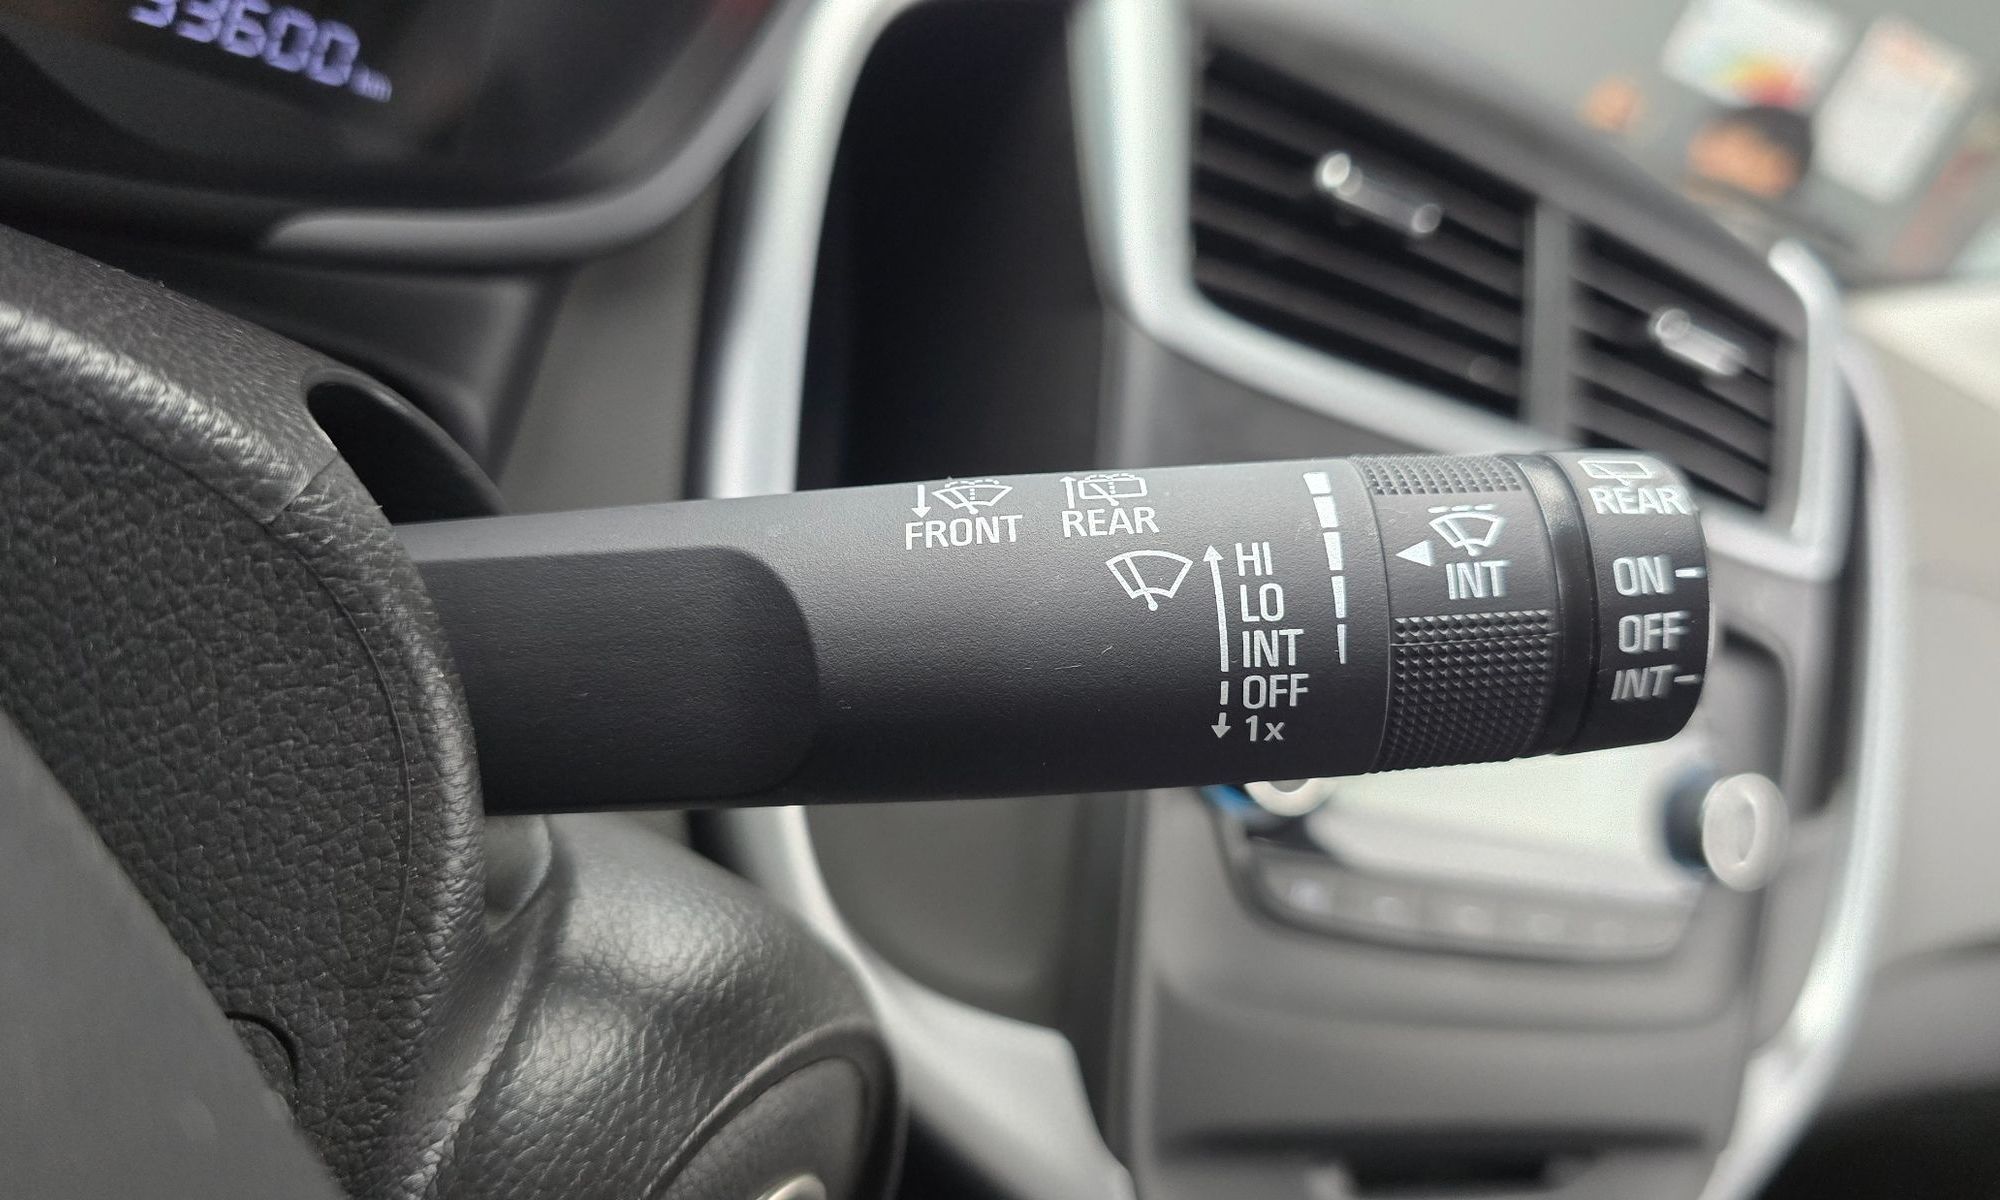 33600 km
FRONT
REAR
HI
LO
INT
OFF
1x
INT
REAR
ON
OFF
INT